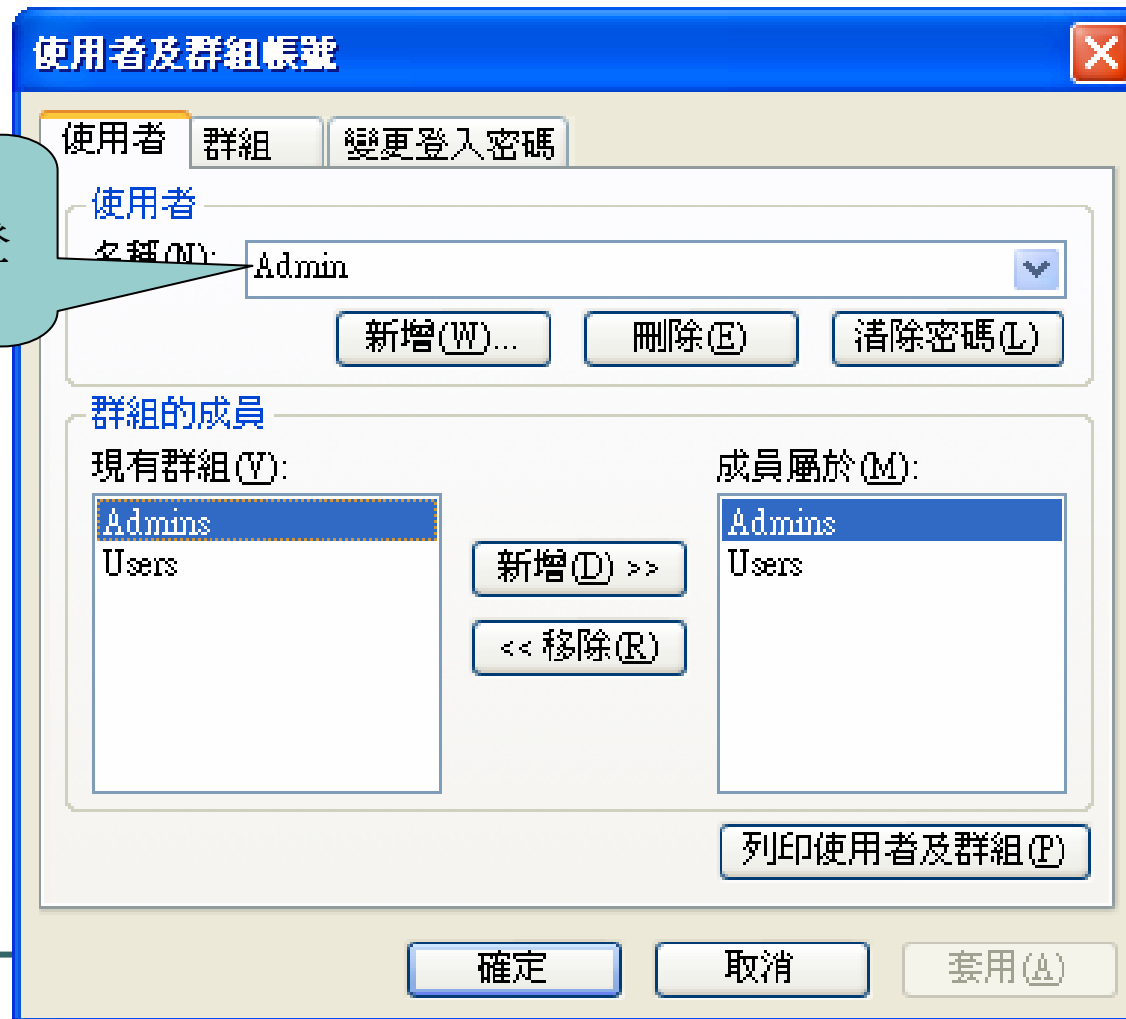 使用者及群組帳號
使用者 群組 變更登入密碼
使用者
名稱(N): Admin
新增(W)... 刪除(E) 清除密碼(L)
群組的成員
現有群組(Y): 成員屬於(M):
Admins Admins
Users Users
新增(D) >>
<< 移除(R)
列印使用者及群組(P)
確定 取消 套用(A)